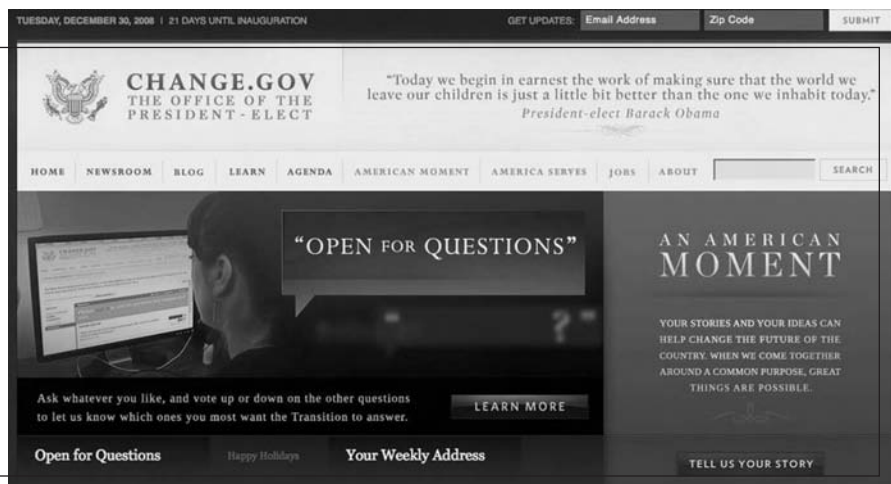 TUESDAY, DECEMBER 30, 2008 | 21 DAYS UNTIL INAUGURATION
GET UPDATES: Email Address Zip Code SUBMIT
CHANGE.GOV
THE OFFICE OF THE
PRESIDENT-ELECT
“Today we begin in earnest the work of making sure that the world we
leave our children is just a little bit better than the one we inhabit today.”
President-elect Barack Obama
HOME NEWSROOM BLOG LEARN AGENDA AMERICAN MOMENT AMERICA SERVES JOBS ABOUT SEARCH
“OPEN FOR QUESTIONS”
Ask whatever you like, and vote up or down on the other questions
to let us know which ones you most want the Transition to answer.
LEARN MORE
AN AMERICAN
MOMENT
YOUR STORIES AND YOUR IDEAS CAN
HELP CHANGE THE FUTURE OF THE
COUNTRY. WHEN WE COME TOGETHER
AROUND A COMMON PURPOSE, GREAT
THINGS ARE POSSIBLE.
TELL US YOUR STORY
Open for Questions Happy Holidays Your Weekly Address